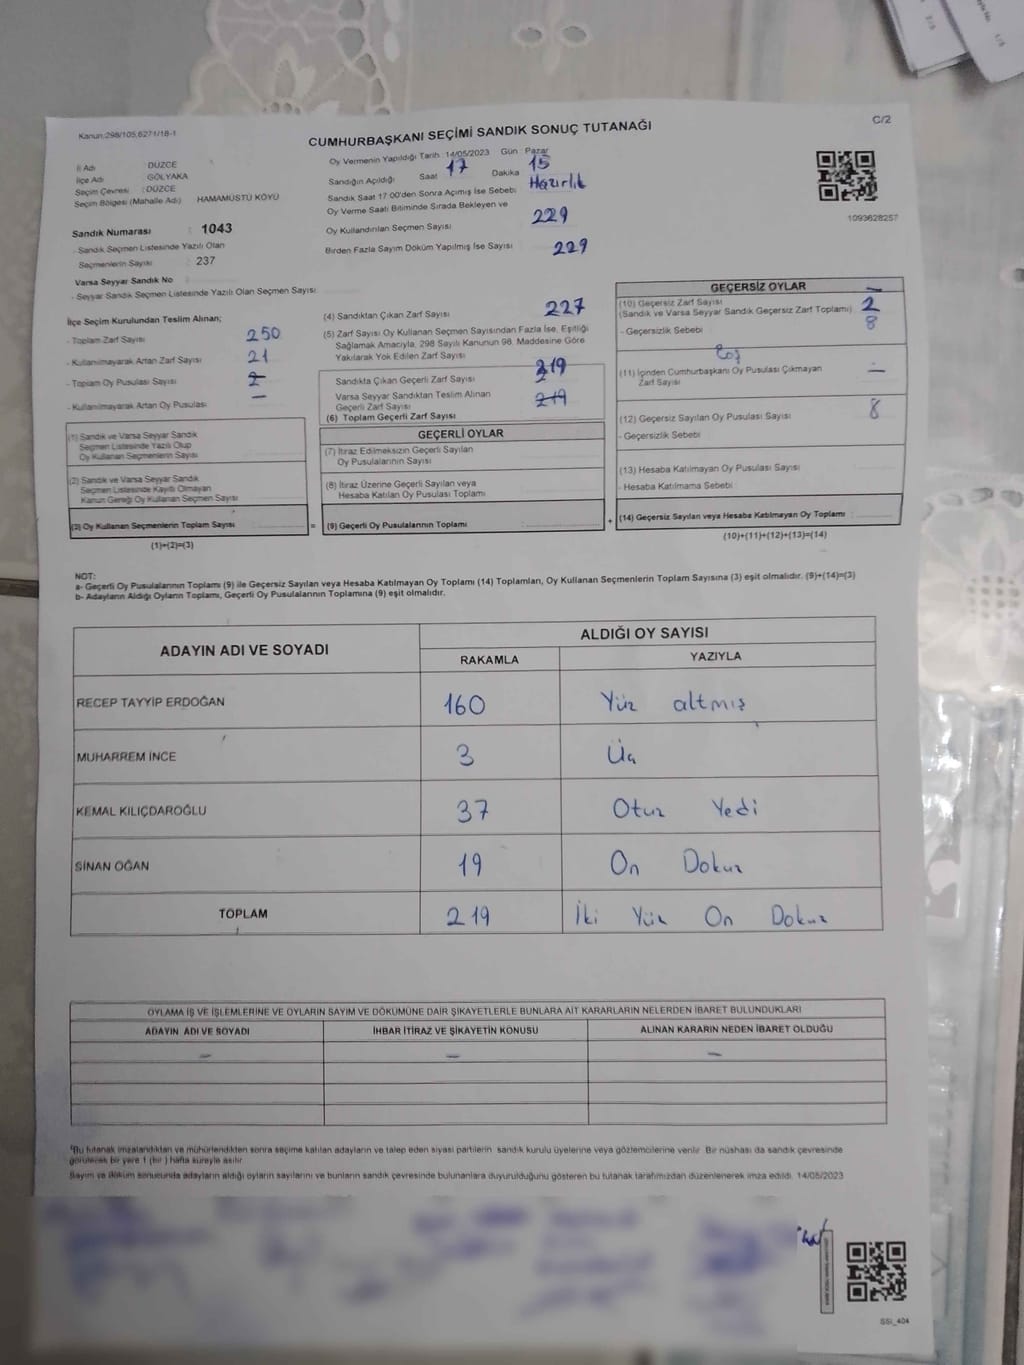 Kanun:298/105,6271/18-1
C/2
CUMHURBAŞKANI SEÇİMİ SANDIK SONUÇ TUTANAĞI
İl Adı : DÜZCE
İlçe Adı : GÖLYAKA
Seçim Çevresi : DÜZCE
Seçim Bölgesi (Mahalle Adı) HAMAMÜSTÜ KÖYÜ
Sandık Numarası : 1043
- Sandık Seçmen Listesinde Yazılı Olan
Seçmenlerin Sayısı : 237
Varsa Seyyar Sandık No
- Seyyar Sandık Seçmen Listesinde Yazılı Olan Seçmen Sayısı:
Oy Vermenin Yapıldığı Tarih :14/05/2023 Gün : Pazar
Sandığın Açıldığı Saat 17 Dakika 15
Sandık Saat 17:00'den Sonra Açımış İse Sebebi Hazırlık
Oy Verme Saati Bitiminde Sırada Bekleyen ve
Oy Kullandırılan Seçmen Sayısı 229
Birden Fazla Sayım Döküm Yapılmış İse Sayısı 229
1093628257
İlçe Seçim Kurulundan Teslim Alınan;
- Toplam Zarf Sayısı 250
- Kullanılmayarak Artan Zarf Sayısı 21
- Toplam Oy Pusulası Sayısı
- Kullanılmayarak Artan Oy Pusulası -
(1) Sandık ve Varsa Seyyar Sandık
Seçmen Listesinde Yazılı Olup
Oy Kullanan Seçmenlerin Sayısı
(2) Sandık ve Varsa Seyyar Sandık
Seçmen Listesinde Kayıtlı Olmayan
Kanun Gereği Oy Kullanan Seçmen Sayısı
(3) Oy Kullanan Seçmenlerin Toplam Sayısı
(1)+(2)=(3)
(4) Sandıktan Çıkan Zarf Sayısı 227
(5) Zarf Sayısı Oy Kullanan Seçmen Sayısından Fazla İse, Eşitliği
Sağlamak Amacıyla, 298 Sayılı Kanunun 98. Maddesine Göre
Yakılarak Yok Edilen Zarf Sayısı
Sandıkta Çıkan Geçerli Zarf Sayısı 219
Varsa Seyyar Sandıktan Teslim Alınan
Geçerli Zarf Sayısı 219
(6) Toplam Geçerli Zarf Sayısı
GEÇERLİ OYLAR
(7) İtiraz Edilmeksizin Geçerli Sayılan
Oy Pusulalarının Sayısı
(8) İtiraz Üzerine Geçerli Sayılan veya
Hesaba Katılan Oy Pusulası Toplamı
= (9) Geçerli Oy Pusulalarının Toplamı
GEÇERSİZ OYLAR
(10) Geçersiz Zarf Sayısı -
(Sandık ve Varsa Seyyar Sandık Geçersiz Zarf Toplamı) 2
- Geçersizlik Sebebi 8
Boş
(11) İçinden Cumhurbaşkanı Oy Pusulası Çıkmayan
Zarf Sayısı -
(12) Geçersiz Sayılan Oy Pusulası Sayısı 8
- Geçersizlik Sebebi
(13) Hesaba Katılmayan Oy Pusulası Sayısı
- Hesaba Katılmama Sebebi
+ (14) Geçersiz Sayılan veya Hesaba Katılmayan Oy Toplamı
(10)+(11)+(12)+(13)=(14)
NOT:
a- Geçerli Oy Pusulalarının Toplamı (9) ile Geçersiz Sayılan veya Hesaba Katılmayan Oy Toplamı (14) Toplamları, Oy Kullanan Seçmenlerin Toplam Sayısına (3) eşit olmalıdır. (9)+(14)=(3)
b- Adayların Aldığı Oyların Toplamı, Geçerli Oy Pusulalarının Toplamına (9) eşit olmalıdır.
ADAYIN ADI VE SOYADI
ALDIĞI OY SAYISI
RAKAMLA YAZIYLA
RECEP TAYYİP ERDOĞAN 160 Yüz altmış
MUHARREM İNCE 3 Üç
KEMAL KILIÇDAROĞLU 37 Otuz Yedi
SİNAN OĞAN 19 On Dokuz
TOPLAM 219 İki Yüz On Dokuz
OYLAMA İŞ VE İŞLEMLERİNE VE OYLARIN SAYIM VE DÖKÜMÜNE DAİR ŞİKAYETLERLE BUNLARA AİT KARARLARIN NELERDEN İBARET BULUNDUKLARI
ADAYIN ADI VE SOYADI İHBAR İTİRAZ VE ŞİKAYETİN KONUSU ALINAN KARARIN NEDEN İBARET OLDUĞU
- - -
Bu tutanak imzalandıktan ve mühürlendikten sonra seçime katılan adayların ve talep eden siyasi partilerin sandık kurulu üyelerine veya gözlemcilerine verilir. Bir nüshası da sandık çevresinde
görülecek bir yere 1 (bir ) hafta süreyle asılır.
Sayım ve döküm sonucunda adayların aldığı oyların sayılarını ve bunların sandık çevresinde bulunanlara duyurulduğunu gösteren bu tutanak tarafımızdan düzenlenerek imza edildi. 14/05/2023
SSI_404